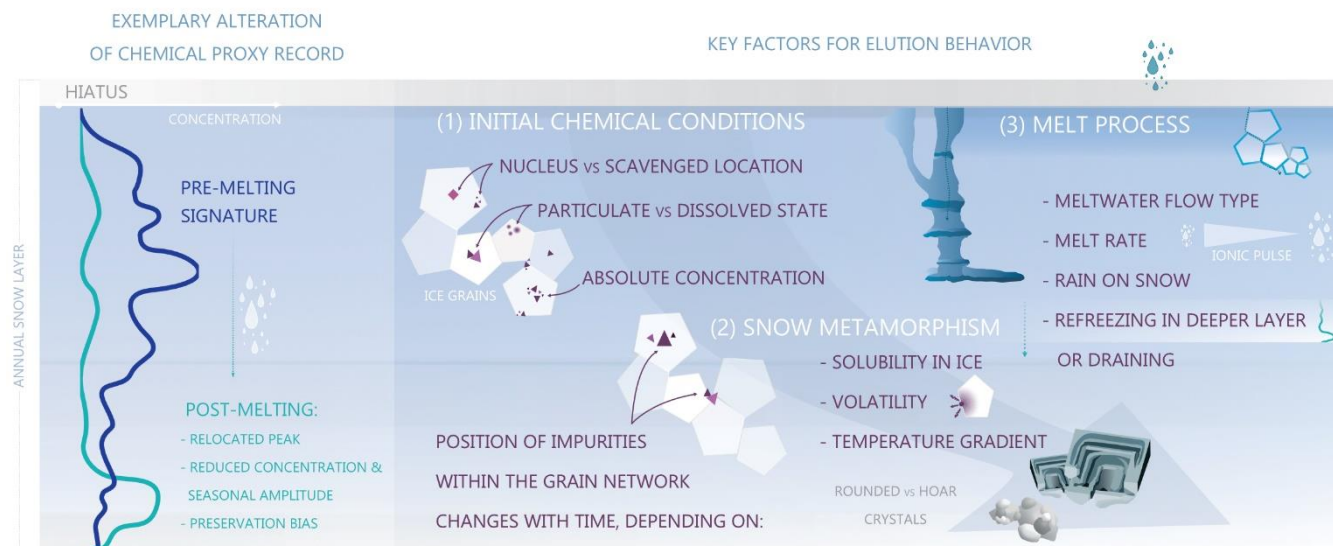 EXEMPLARY ALTERATION
OF CHEMICAL PROXY RECORD
KEY FACTORS FOR ELUTION BEHAVIOR
ANNUAL SNOW LAYER
HIATUS
CONCENTRATION
PRE-MELTING
SIGNATURE
POST-MELTING:
- RELOCATED PEAK
- REDUCED CONCENTRATION &
SEASONAL AMPLITUDE
- PRESERVATION BIAS
(1) INITIAL CHEMICAL CONDITIONS
NUCLEUS vs SCAVENGED LOCATION
PARTICULATE vs DISSOLVED STATE
ABSOLUTE CONCENTRATION
ICE GRAINS
(2) SNOW METAMORPHISM
POSITION OF IMPURITIES
WITHIN THE GRAIN NETWORK
CHANGES WITH TIME, DEPENDING ON:
- SOLUBILITY IN ICE
- VOLATILITY
- TEMPERATURE GRADIENT
ROUNDED vs HOAR
CRYSTALS
(3) MELT PROCESS
- MELTWATER FLOW TYPE
- MELT RATE
- RAIN ON SNOW
- REFREEZING IN DEEPER LAYER
OR DRAINING
IONIC PULSE